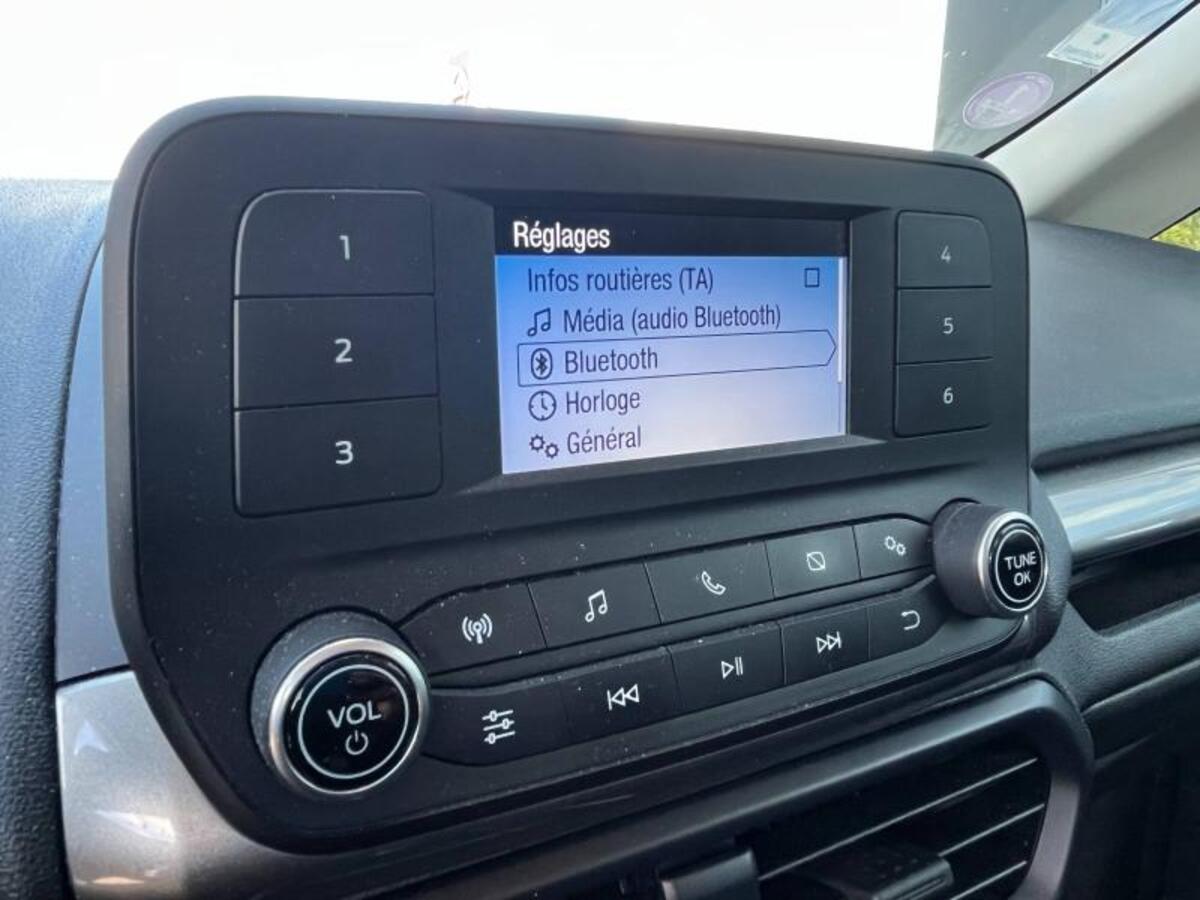 Réglages
Infos routières (TA)
Média (audio Bluetooth)
Bluetooth
Horloge
Général
1
2
3
4
5
6
VOL
TUNE
OK